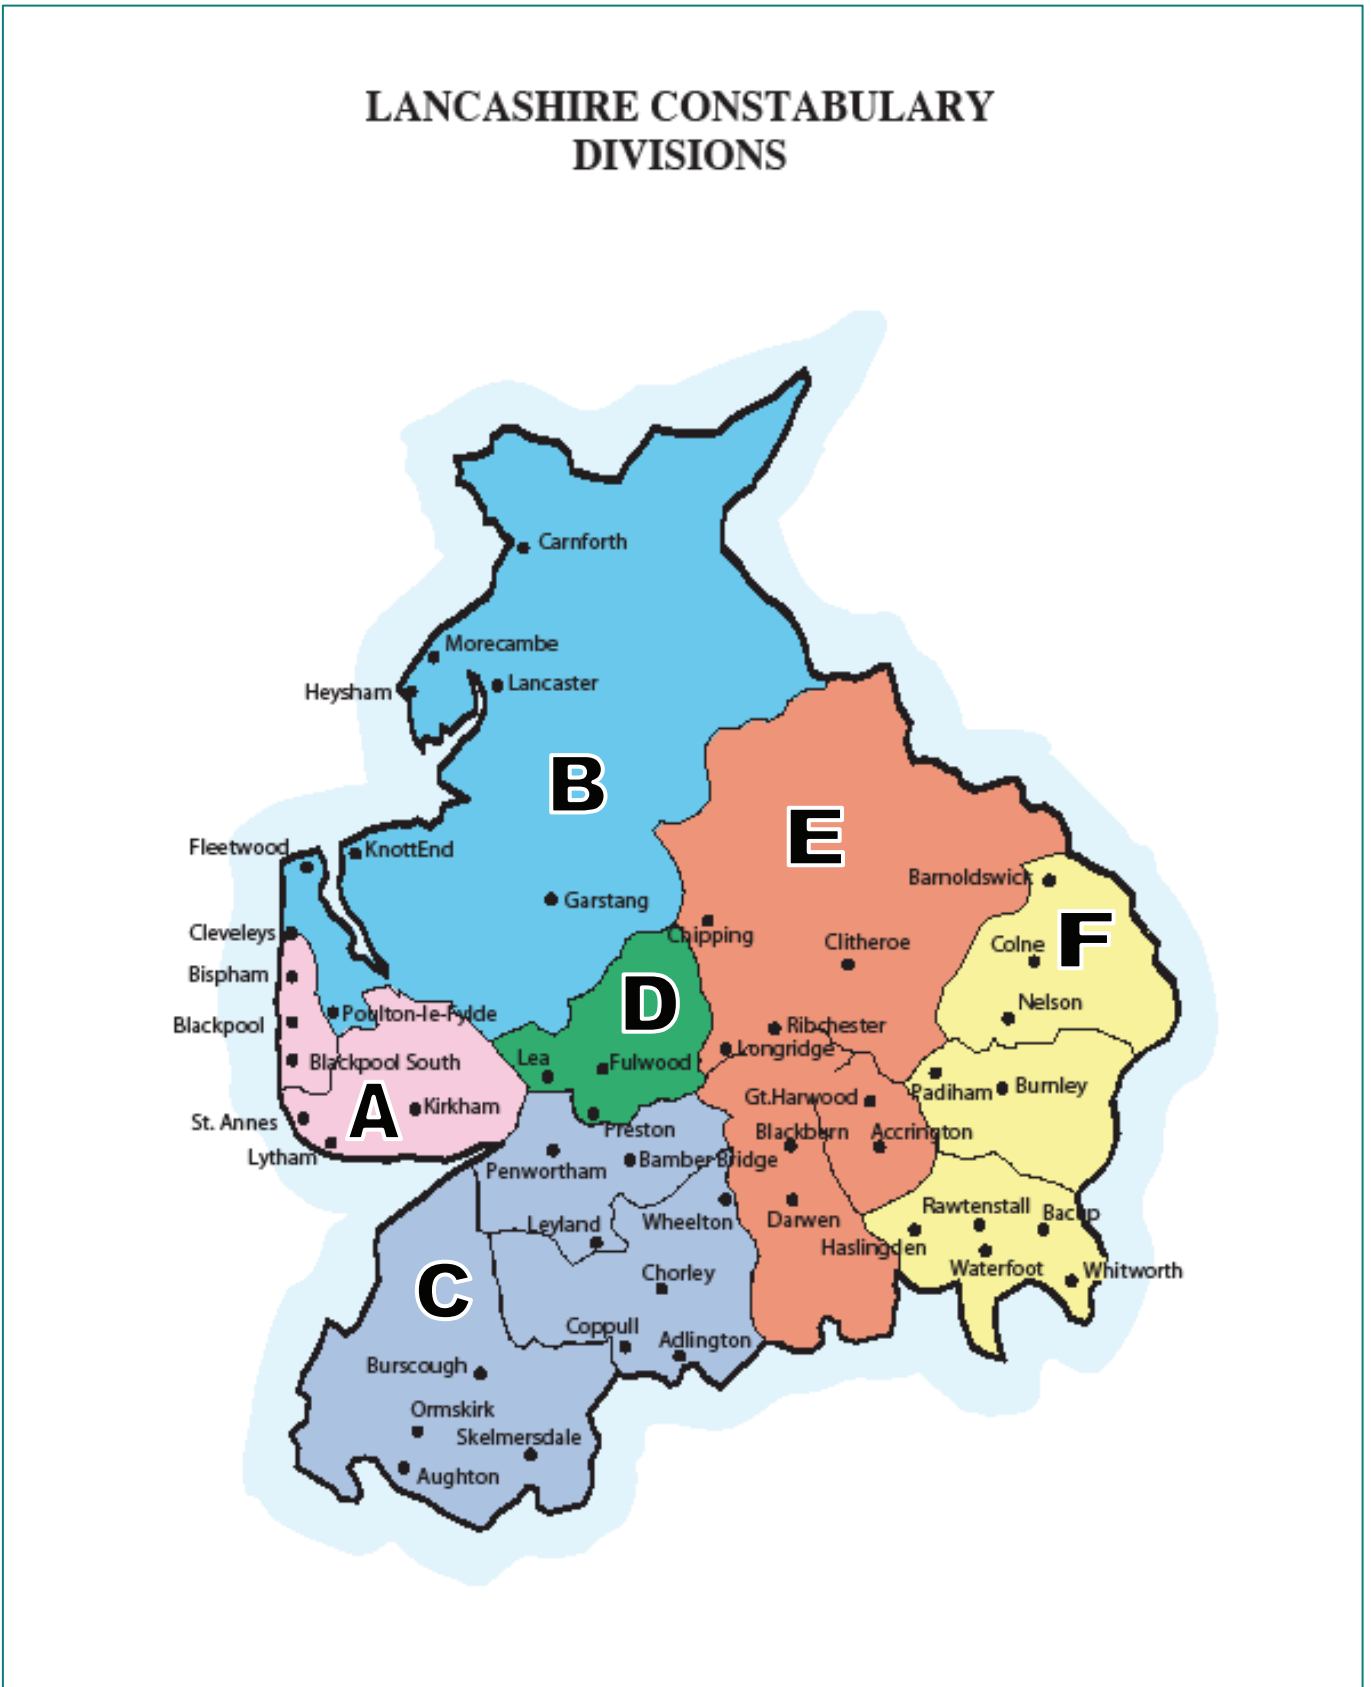 LANCASHIRE CONSTABULARY
DIVISIONS
Carnforth
Morecambe
Heysham
Lancaster
B
E
Fleetwood
KnottEnd
Barnoldswick
Garstang
Cleveleys
Chipping
Clitheroe
Colne
F
Bispham
D
Nelson
Blackpool
Poulton-le-Fylde
Ribchester
Longridge
Blackpool South
Lea
Fulwood
Padiham
Burnley
A
Kirkham
Gt.Harwood
St. Annes
Preston
Blackburn
Accrington
Lytham
Penwortham
Bamber Bridge
Rawtenstall
Bacup
Leyland
Wheelton
Darwen
Haslingden
Waterfoot
Whitworth
C
Chorley
Coppull
Adlington
Burscough
Ormskirk
Skelmersdale
Aughton